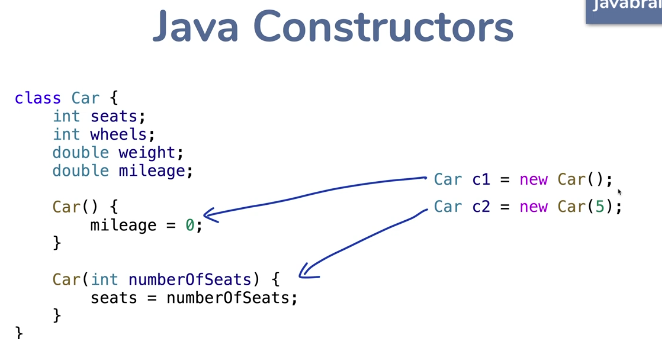 Java Constructors
class Car {
int seats;
int wheels;
double weight;
double mileage;
Car() {
mileage = 0;
}
Car(int numberOfSeats) {
seats = numberOfSeats;
}
}
Car c1 = new Car();
Car c2 = new Car(5);